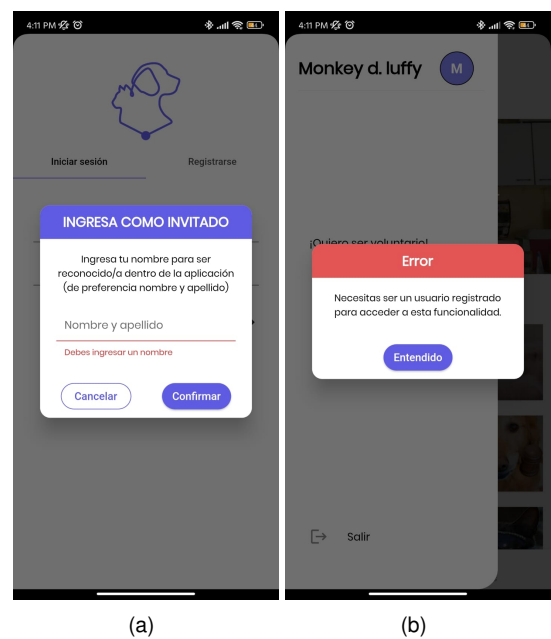 4:11 PM
Iniciar sesión
Registrarse
INGRESA COMO INVITADO
Ingresa tu nombre para ser
reconocido/a dentro de la aplicación
(de preferencia nombre y apellido)
Nombre y apellido
Debes ingresar un nombre
Cancelar
Confirmar
(a)
4:11 PM
Monkey d. luffy
M
¡Quiero ser voluntario!
Error
Necesitas ser un usuario registrado
para acceder a esta funcionalidad.
Entendido
Salir
(b)